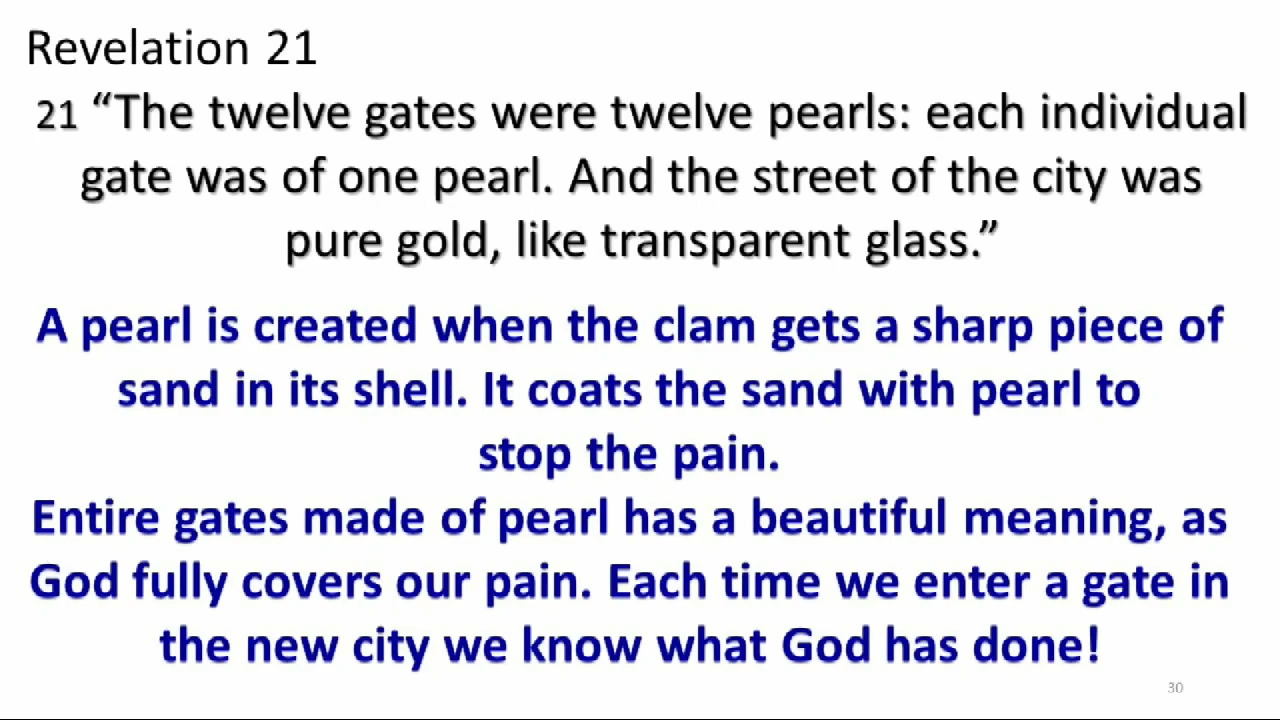 Revelation 21
21 “The twelve gates were twelve pearls: each individual
gate was of one pearl. And the street of the city was
pure gold, like transparent glass.”
A pearl is created when the clam gets a sharp piece of
sand in its shell. It coats the sand with pearl to
stop the pain.
Entire gates made of pearl has a beautiful meaning, as
God fully covers our pain. Each time we enter a gate in
the new city we know what God has done!
30